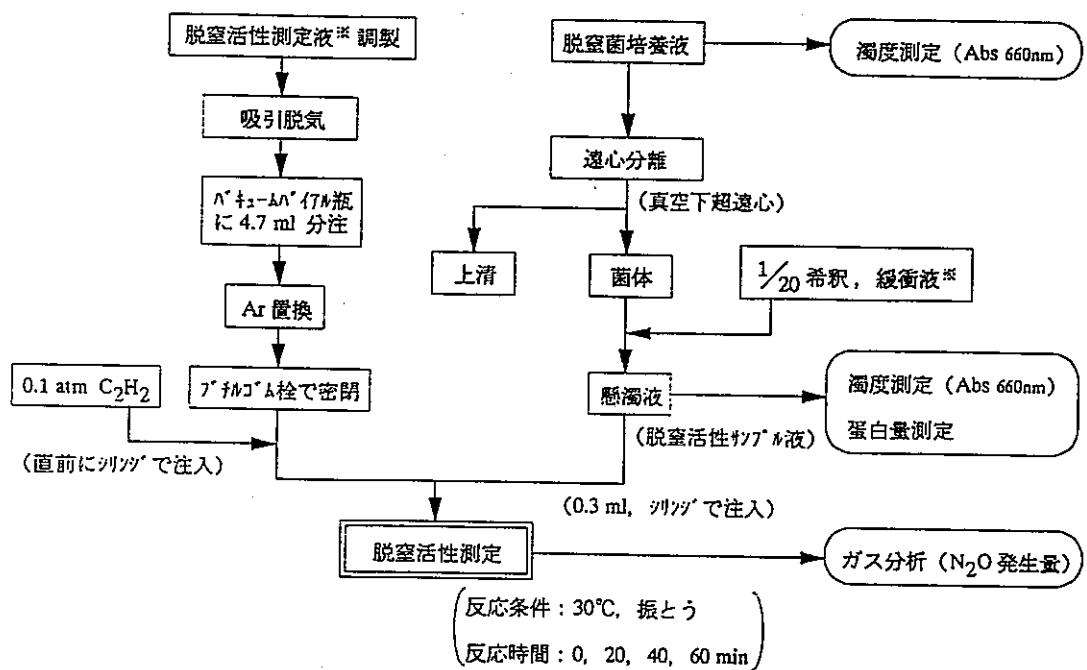 脱窒活性測定液※ 調製
吸引脱気
バキュームバイアル瓶
に 4.7 ml 分注
Ar 置換
0.1 atm C2H2
ブチルゴム栓で密閉
(直前にシリンジで注入)
脱窒菌培養液
濁度測定 (Abs 660nm)
遠心分離
(真空下超遠心)
上清
菌体
1/20 希釈，緩衝液※
懸濁液
(脱窒活性サンプル液)
濁度測定 (Abs 660nm)
蛋白量測定
(0.3 ml, シリンジで注入)
脱窒活性測定
ガス分析 (N2O 発生量)
反応条件：30℃, 振とう
反応時間：0, 20, 40, 60 min